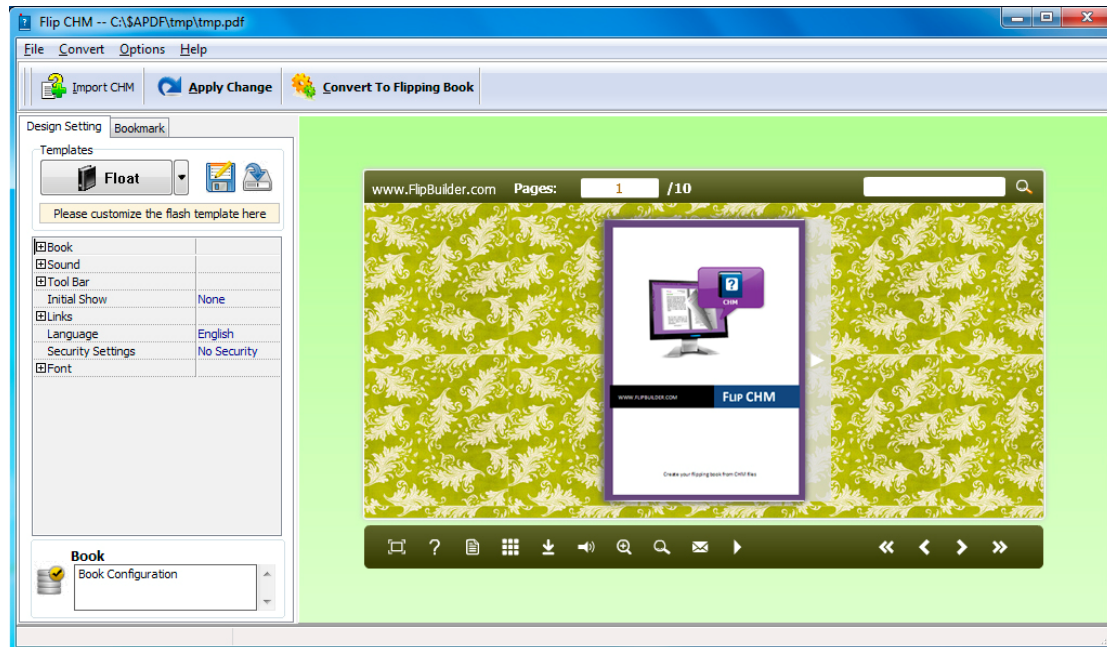 Flip CHM -- C:\$APDF\tmp\tmp.pdf
File Convert Options Help
Import CHM Apply Change Convert To Flipping Book
Design Setting Bookmark
Templates
Float
Please customize the flash template here
Book
Sound
Tool Bar
Initial Show None
Links
Language English
Security Settings No Security
Font
Book
Book Configuration
www.FlipBuilder.com Pages: 1 /10
CHM
WWW.FLIPBUILDER.COM FLIP CHM
Create your flipping book from CHM files